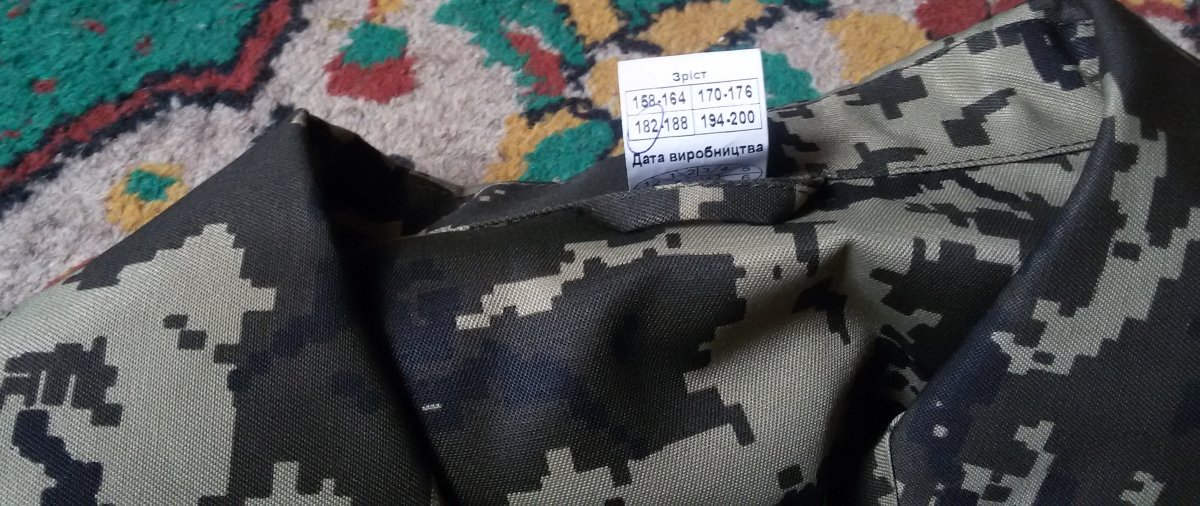 Зріст
158-164 170-176
182-188 194-200
Дата виробництва